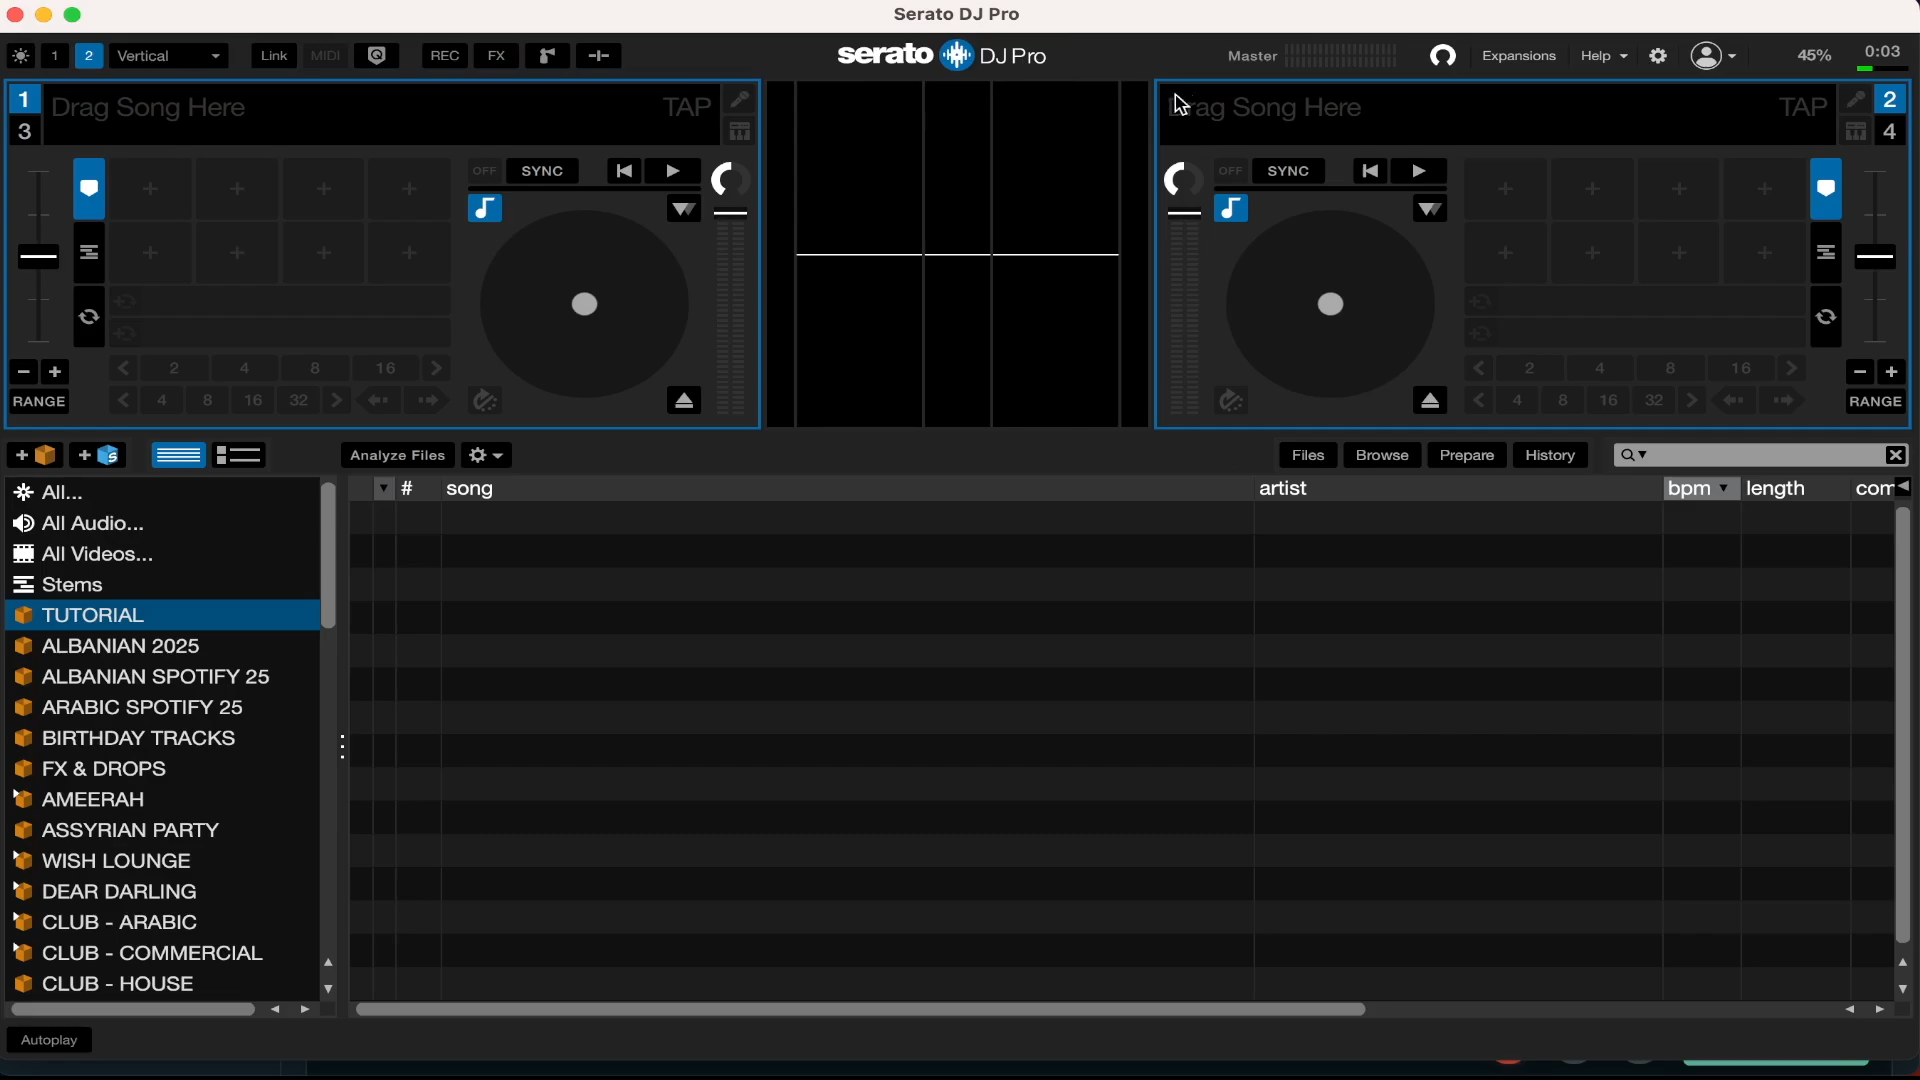 Serato DJ Pro
1 2 Vertical Link MIDI REC FX serato DJ Pro Master Expansions Help 45% 0:03
1 Drag Song Here TAP
3
OFF SYNC
+ + + +
+ + + +
2 4 8 16
4 8 16 32
− +
RANGE
rag Song Here TAP 2
4
OFF SYNC
+ + + +
+ + + +
2 4 8 16
4 8 16 32
− +
RANGE
+ + Analyze Files Files Browse Prepare History
# song artist bpm length com
All...
All Audio...
All Videos...
Stems
TUTORIAL
ALBANIAN 2025
ALBANIAN SPOTIFY 25
ARABIC SPOTIFY 25
BIRTHDAY TRACKS
FX & DROPS
AMEERAH
ASSYRIAN PARTY
WISH LOUNGE
DEAR DARLING
CLUB - ARABIC
CLUB - COMMERCIAL
CLUB - HOUSE
Autoplay